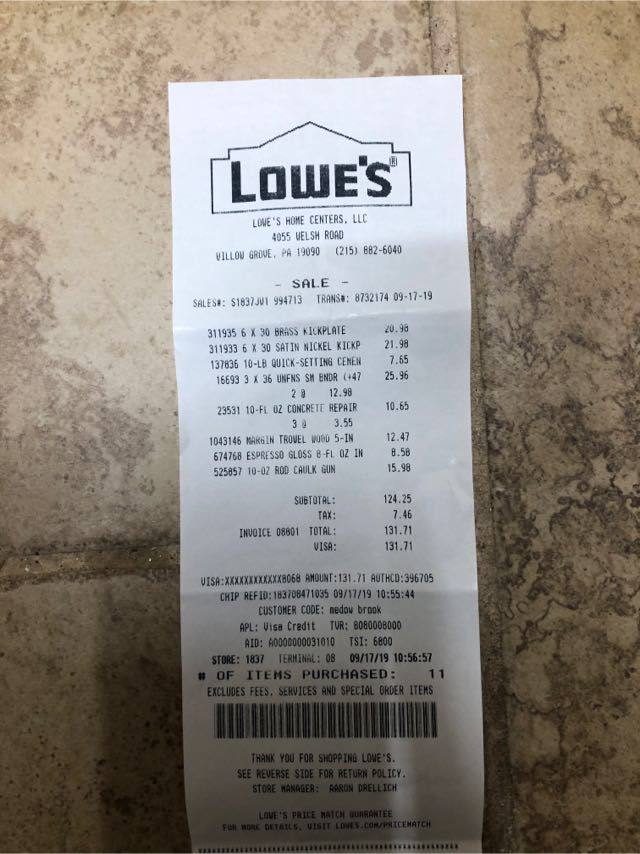 LOWE'S®
LOWE'S HOME CENTERS, LLC
4055 WELSH ROAD
WILLOW GROVE, PA 19090 (215) 882-6040
- SALE -
SALES#: S1837JW1 994713 TRANS#: 8732174 09-17-19
311935 6 X 30 BRASS KICKPLATE 20.98
311933 6 X 30 SATIN NICKEL KICKP 21.98
137836 10-LB QUICK-SETTING CEMEN 7.65
16693 3 X 36 UNFNS SM BNDR (+47 25.96
2 @ 12.98
23531 10-FL OZ CONCRETE REPAIR 10.65
3 @ 3.55
1043146 MARGIN TROWEL WOOD 5-IN 12.47
674768 ESPRESSO GLOSS 8-FL OZ IN 8.58
525857 10-OZ ROD CAULK GUN 15.98
SUBTOTAL: 124.25
TAX: 7.46
INVOICE 08801 TOTAL: 131.71
VISA: 131.71
VISA:XXXXXXXXXXXX8068 AMOUNT:131.71 AUTHCD:396705
CHIP REFID:183708471035 09/17/19 10:55:44
CUSTOMER CODE: medow brook
APL: Visa Credit TVR: 8080008000
AID: A0000000031010 TSI: 6800
STORE: 1837 TERMINAL: 08 09/17/19 10:56:57
# OF ITEMS PURCHASED: 11
EXCLUDES FEES, SERVICES AND SPECIAL ORDER ITEMS
THANK YOU FOR SHOPPING LOWE'S.
SEE REVERSE SIDE FOR RETURN POLICY.
STORE MANAGER: AARON DRELLICH
LOWE'S PRICE MATCH GUARANTEE
FOR MORE DETAILS, VISIT LOWES.COM/PRICEMATCH